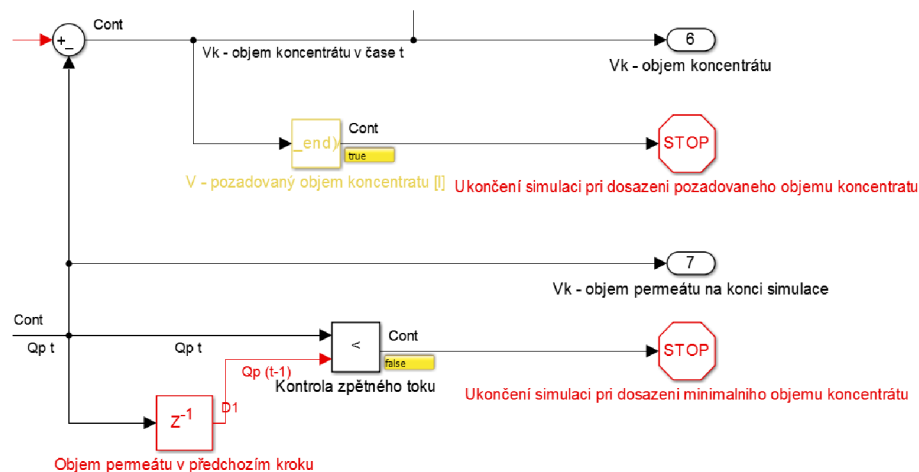 Cont
+
_
Vk - objem koncentrátu v čase t
6
Vk - objem koncentrátu
Cont
_end)
true
STOP
V - pozadovaný objem koncentratu [l]
Ukončení simulaci pri dosazeni pozadovaneho objemu koncentratu
7
Vk - objem permeátu na konci simulace
Cont
Qp t
Qp t
<
Cont
false
STOP
Qp (t-1)
Kontrola zpětného toku
Ukončení simulaci pri dosazeni minimalniho objemu koncentrátu
z⁻¹
D1
Objem permeátu v předchozím kroku